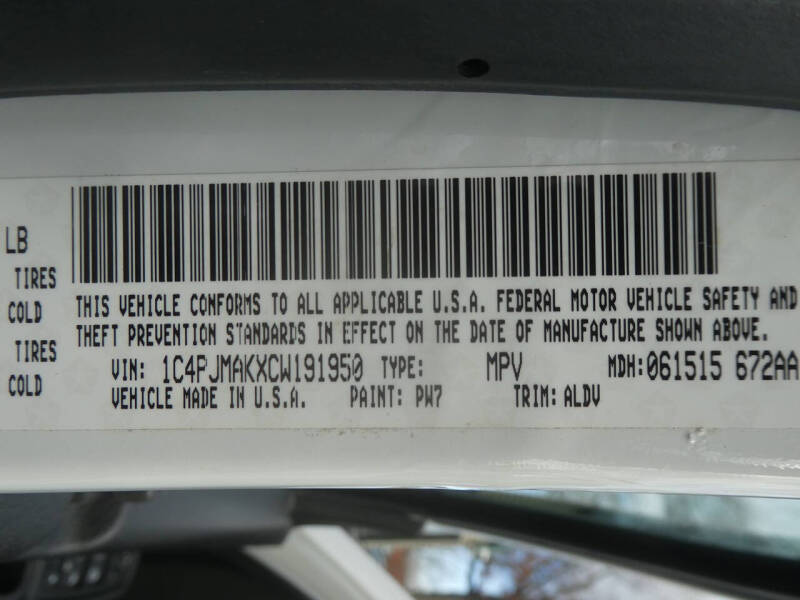 LB
TIRES
COLD
TIRES
COLD
THIS VEHICLE CONFORMS TO ALL APPLICABLE U.S.A. FEDERAL MOTOR VEHICLE SAFETY AND
THEFT PREVENTION STANDARDS IN EFFECT ON THE DATE OF MANUFACTURE SHOWN ABOVE.
VIN: 1C4PJMAKXCW191950 TYPE: MPV MDH:061515 672AA
VEHICLE MADE IN U.S.A. PAINT: PW7 TRIM: ALDV